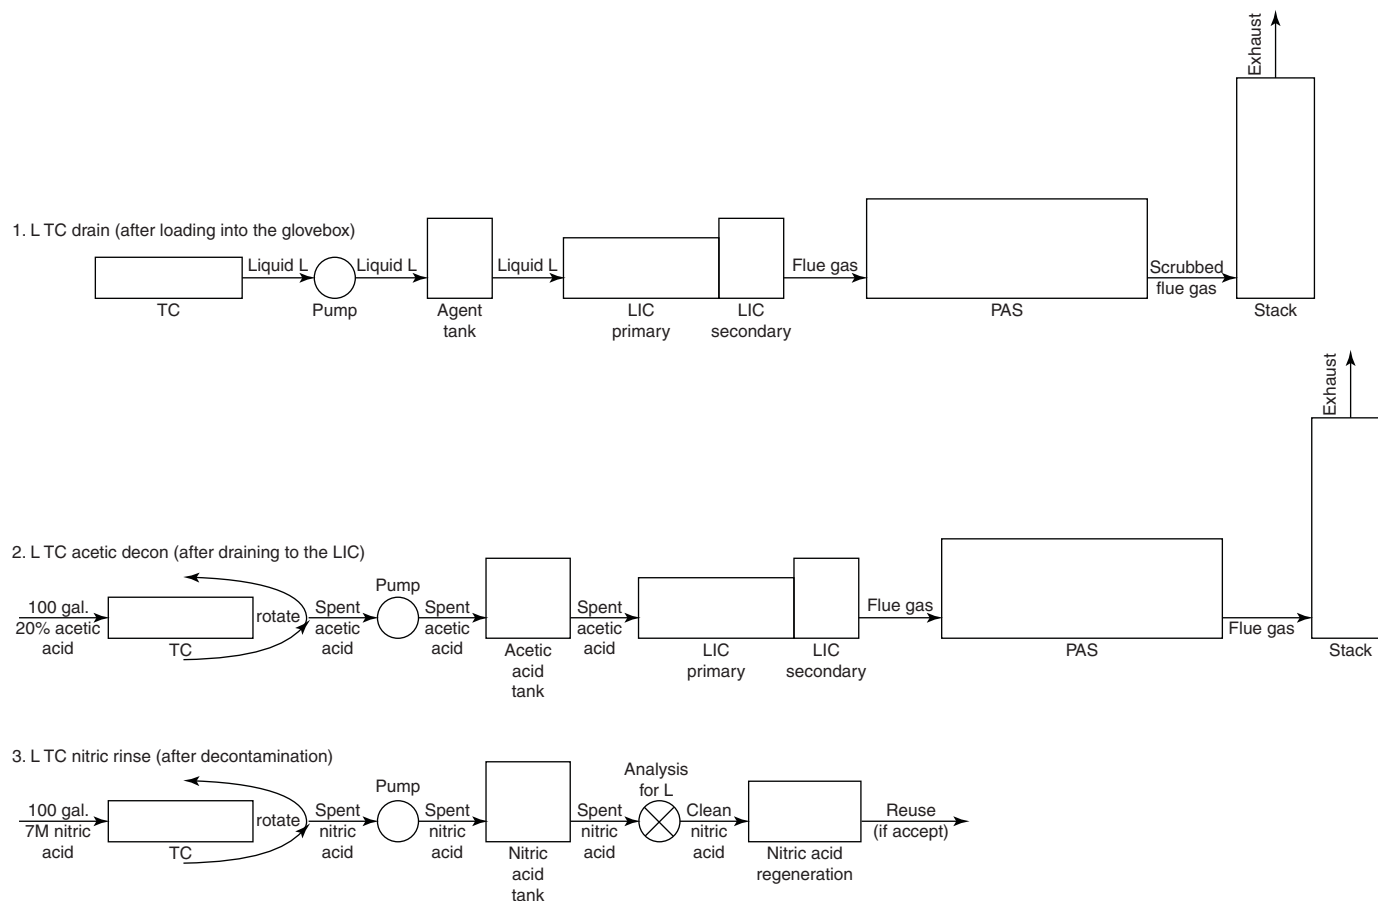 Exhaust
1. L TC drain (after loading into the glovebox)
Liquid L
Liquid L
Liquid L
Flue gas
Scrubbed
flue gas
TC
Pump
Agent
tank
LIC
primary
LIC
secondary
PAS
Stack
Exhaust
2. L TC acetic decon (after draining to the LIC)
100 gal.
20% acetic
acid
TC
rotate
Spent
acetic
acid
Pump
Spent
acetic
acid
Acetic
acid
tank
Spent
acetic
acid
LIC
primary
LIC
secondary
Flue gas
PAS
Flue gas
Stack
3. L TC nitric rinse (after decontamination)
100 gal.
7M nitric
acid
TC
rotate
Spent
nitric
acid
Pump
Spent
nitric
acid
Nitric
acid
tank
Spent
nitric
acid
Analysis
for L
Clean
nitric
acid
Nitric acid
regeneration
Reuse
(if accept)